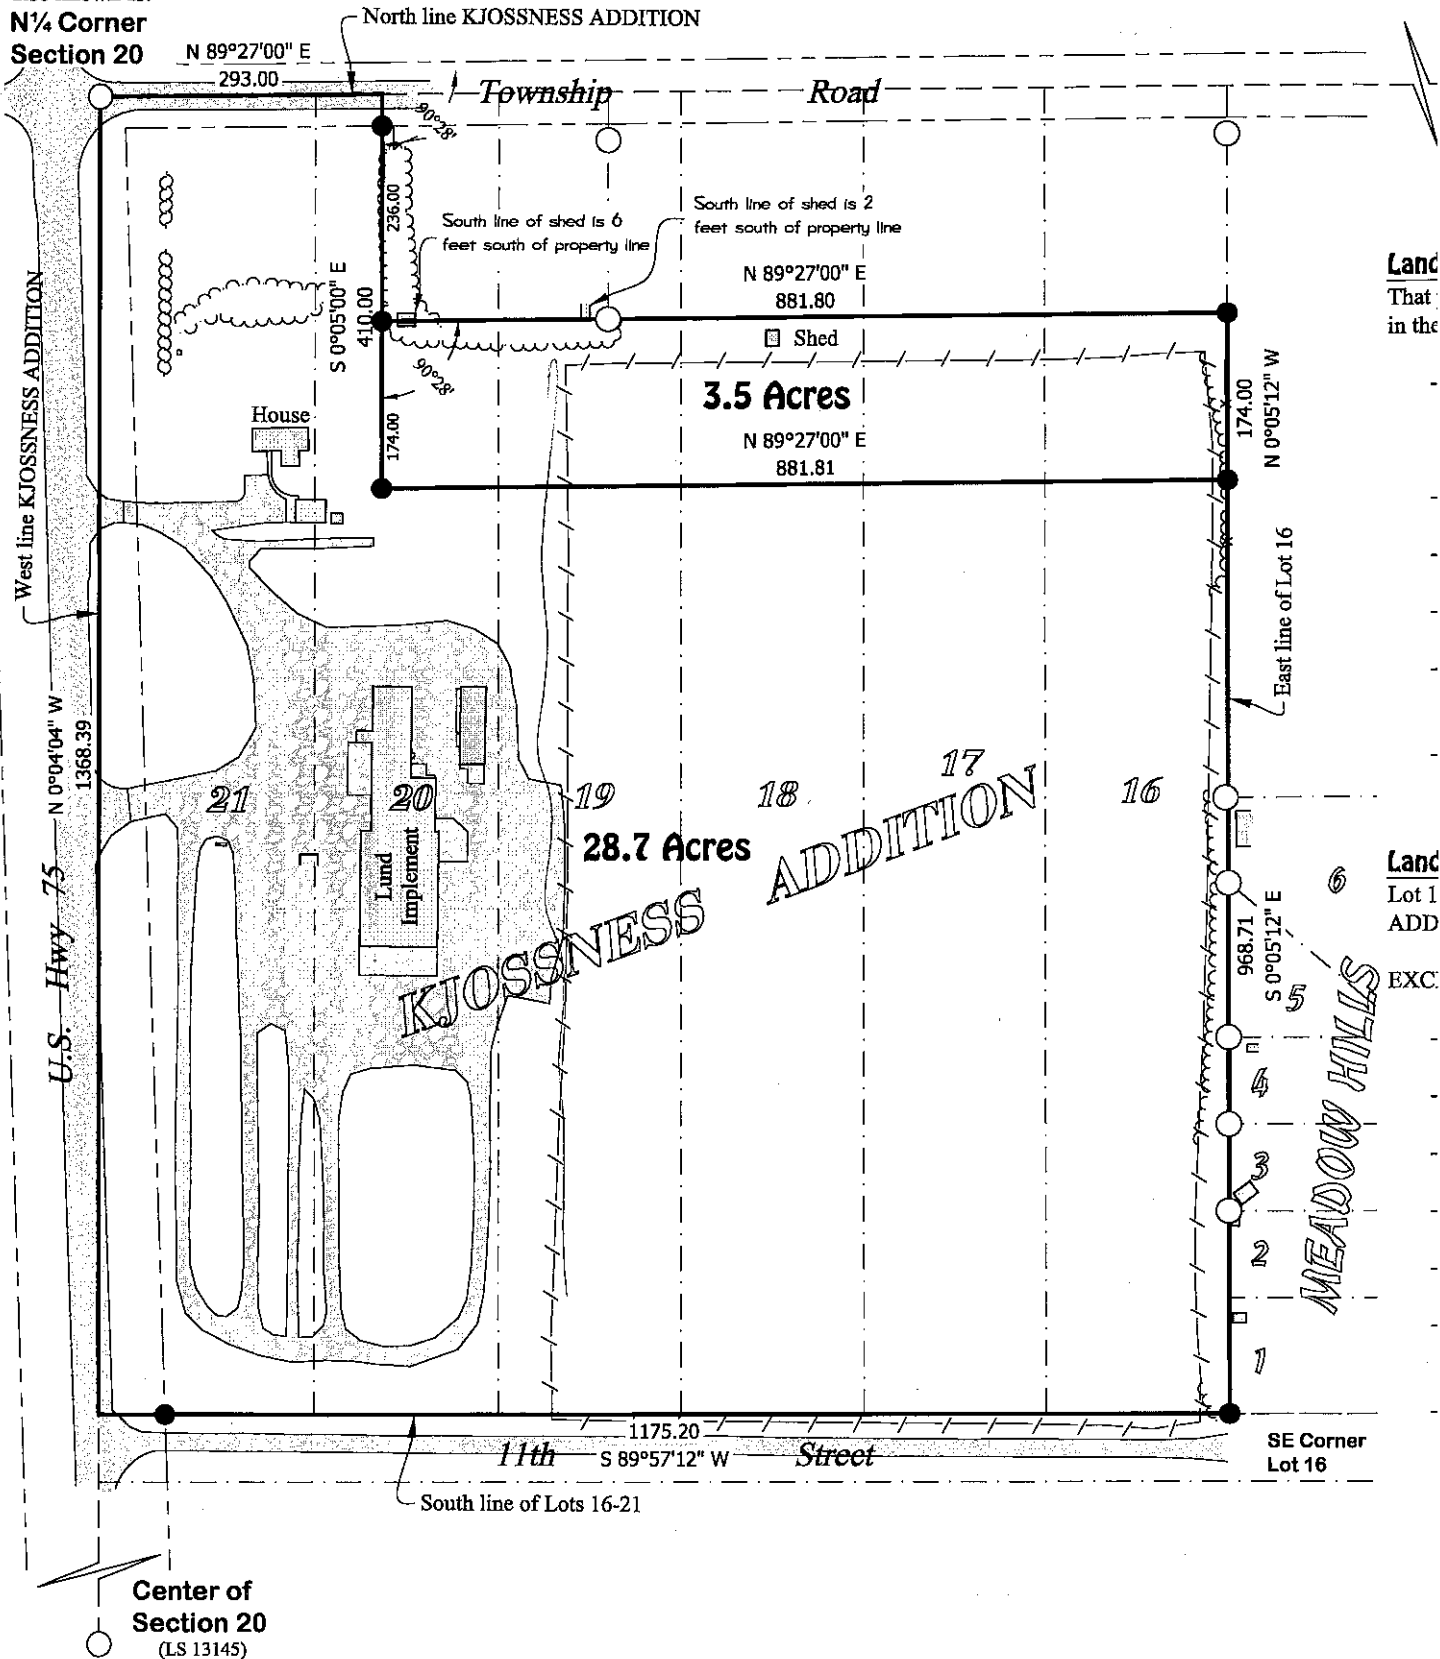 N¼ Corner
Section 20
North line KJOSSNESS ADDITION
N 89°27'00" E
293.00
Township Road
90°28'
236.00
South line of shed is 6
feet south of property line
South line of shed is 2
feet south of property line
N 89°27'00" E
881.80
S 0°05'00" E
410.00
Shed
90°28'
174.00
3.5 Acres
N 89°27'00" E
881.81
174.00
N 0°05'12" W
Land
That
in the
West line KJOSSNESS ADDITION
House
East line of Lot 16
N 0°04'04" W
1368.39
U.S. Hwy 75
21
20
19
18
17
16
Lund
Implement
28.7 Acres
KJOSSNESS ADDITION
968.71
S 0°05'12" E
6
5
4
3
2
1
MEADOW HILLS
Land
Lot 1
ADD
EXC
1175.20
11th Street
S 89°57'12" W
SE Corner
Lot 16
South line of Lots 16-21
Center of
Section 20
(LS 13145)